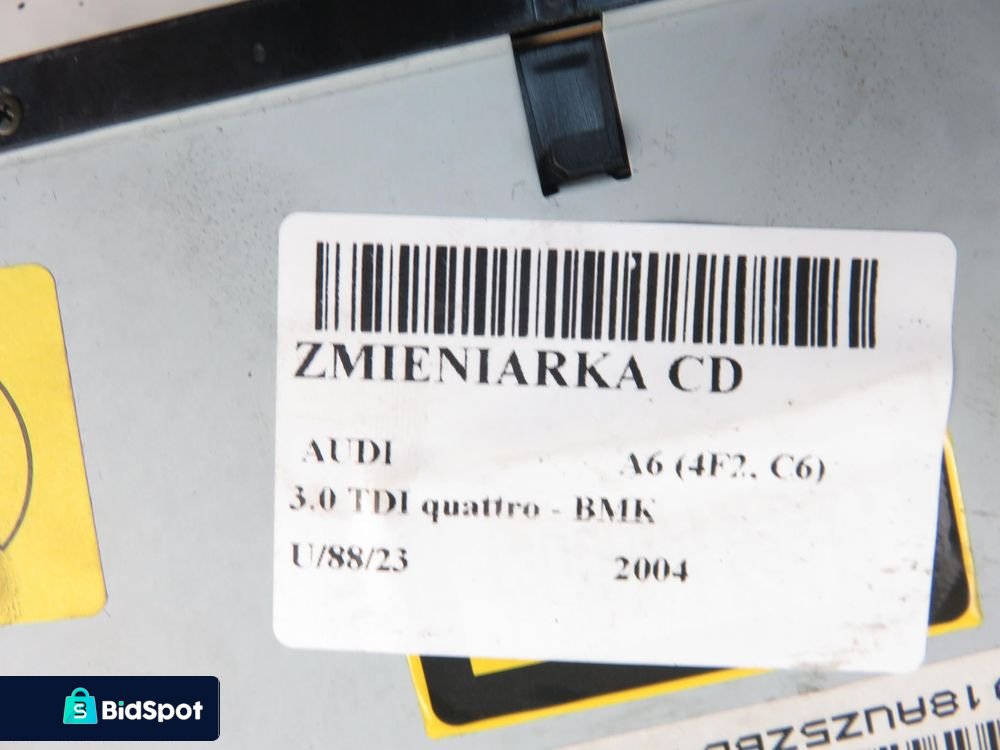 ZMIENIARKA CD
AUDI A6 (4F2, C6)
3.0 TDI quattro - BMK
U/88/23 2004
BidSpot